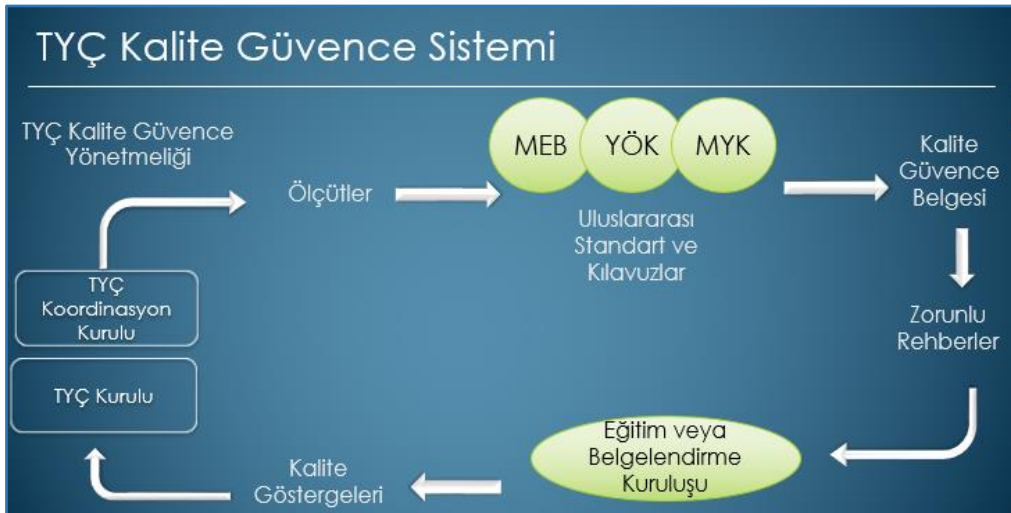 TYÇ Kalite Güvence Sistemi
TYÇ Kalite Güvence
Yönetmeliği
Ölçütler
MEB
YÖK
MYK
Uluslararası
Standart ve
Kılavuzlar
Kalite
Güvence
Belgesi
Zorunlu
Rehberler
Eğitim veya
Belgelendirme
Kuruluşu
Kalite
Göstergeleri
TYÇ Kurulu
TYÇ
Koordinasyon
Kurulu